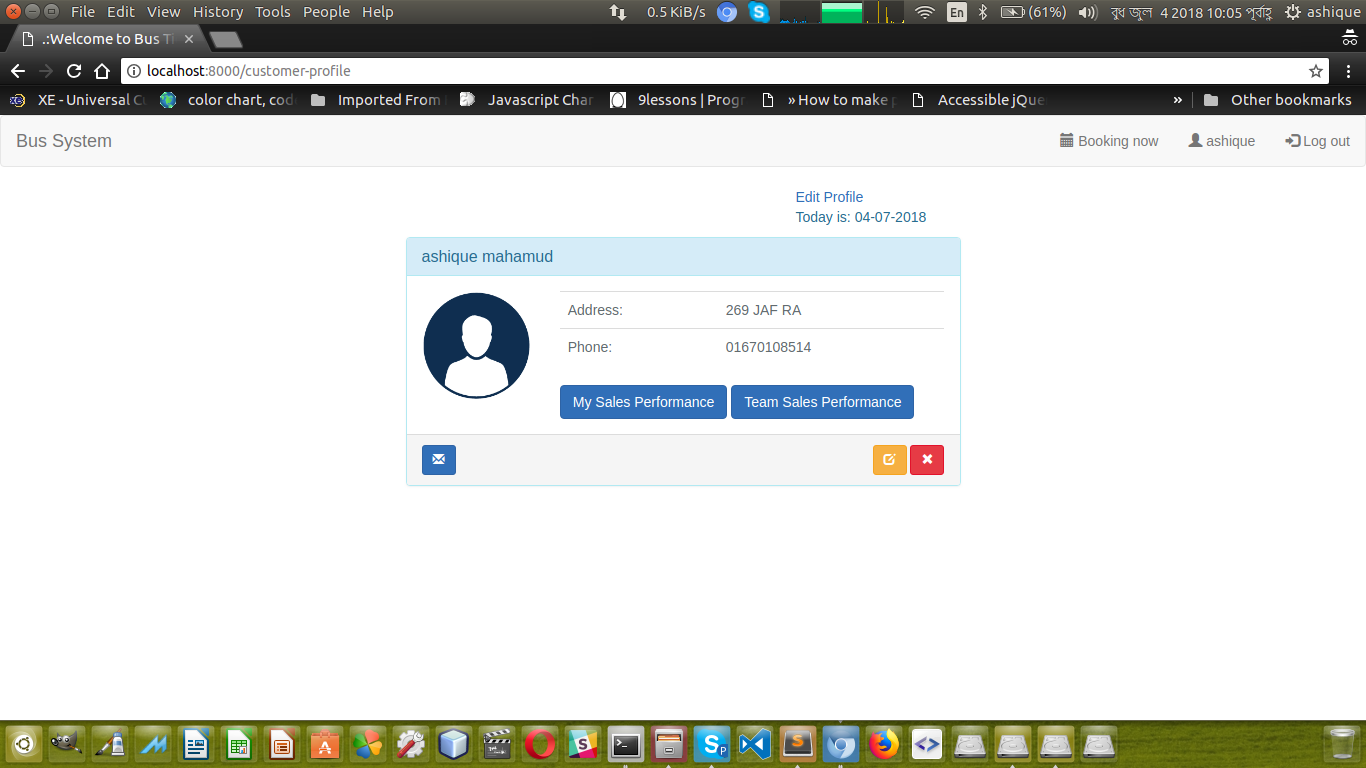 File Edit View History Tools People Help
0.5 KiB/s En (61%) বুধ জুল 4 2018 10:05 পূর্বাহ্ণ ashique
.:Welcome to Bus Ti
localhost:8000/customer-profile
XE - Universal Cu color chart, cod Imported From Javascript Char 9lessons | Progr » How to make Accessible jQue » Other bookmarks
Bus System Booking now ashique Log out
Edit Profile
Today is: 04-07-2018
ashique mahamud
Address: 269 JAF RA
Phone: 01670108514
My Sales Performance Team Sales Performance